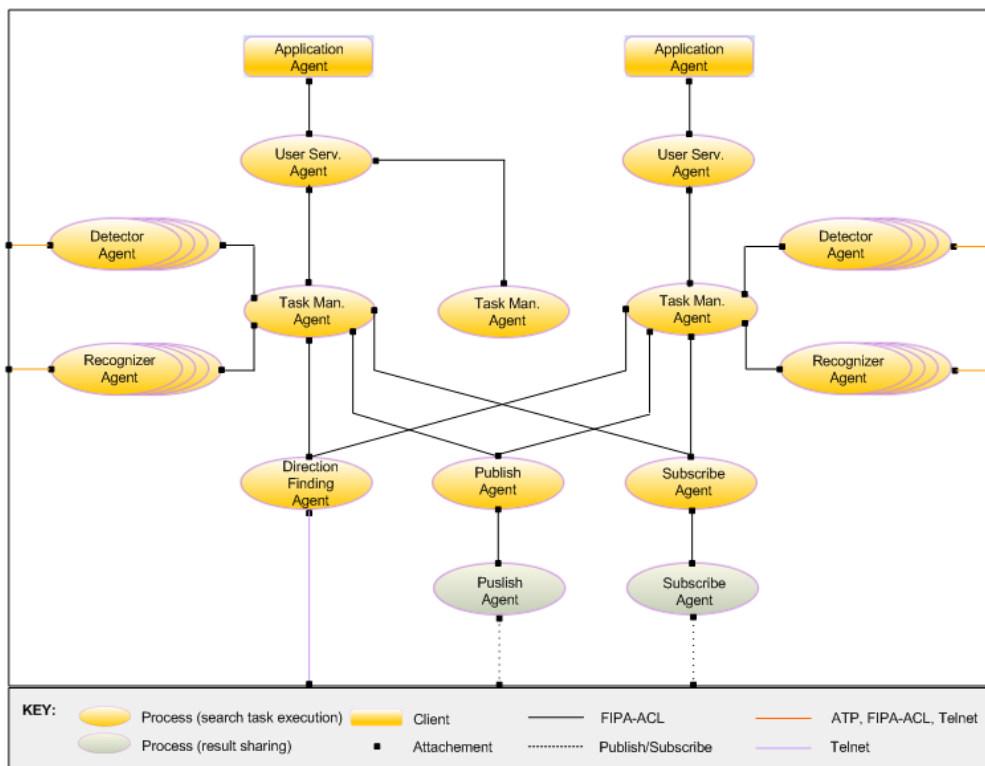 Application
Agent
Application
Agent
User Serv.
Agent
User Serv.
Agent
Detector
Agent
Detector
Agent
Task Man.
Agent
Task Man.
Agent
Task Man.
Agent
Recognizer
Agent
Recognizer
Agent
Direction
Finding
Agent
Publish
Agent
Subscribe
Agent
Puslish
Agent
Subscribe
Agent
KEY:
Process (search task execution)
Client
FIPA-ACL
ATP, FIPA-ACL, Telnet
Process (result sharing)
Attachement
Publish/Subscribe
Telnet